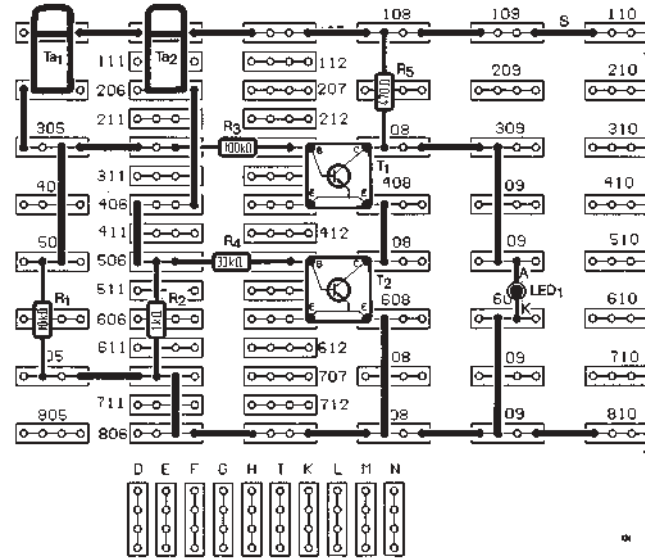 108 109 S 110
Ta1 Ta2 111 112 R5
206 207 470Ω 209 210
211 212
305 R3 100kΩ 08 309 310
B C T1
311
40 406 E E 408 09 410
411 412
50 506 R4 33kΩ 08 09 510
B C T2
511 A
R1 R2 LED1
606 1kΩ E E 608 60 K 610
611 612
05 707 08 09 710
711 712
805 806 08 09 810
D E F G H T K L M N